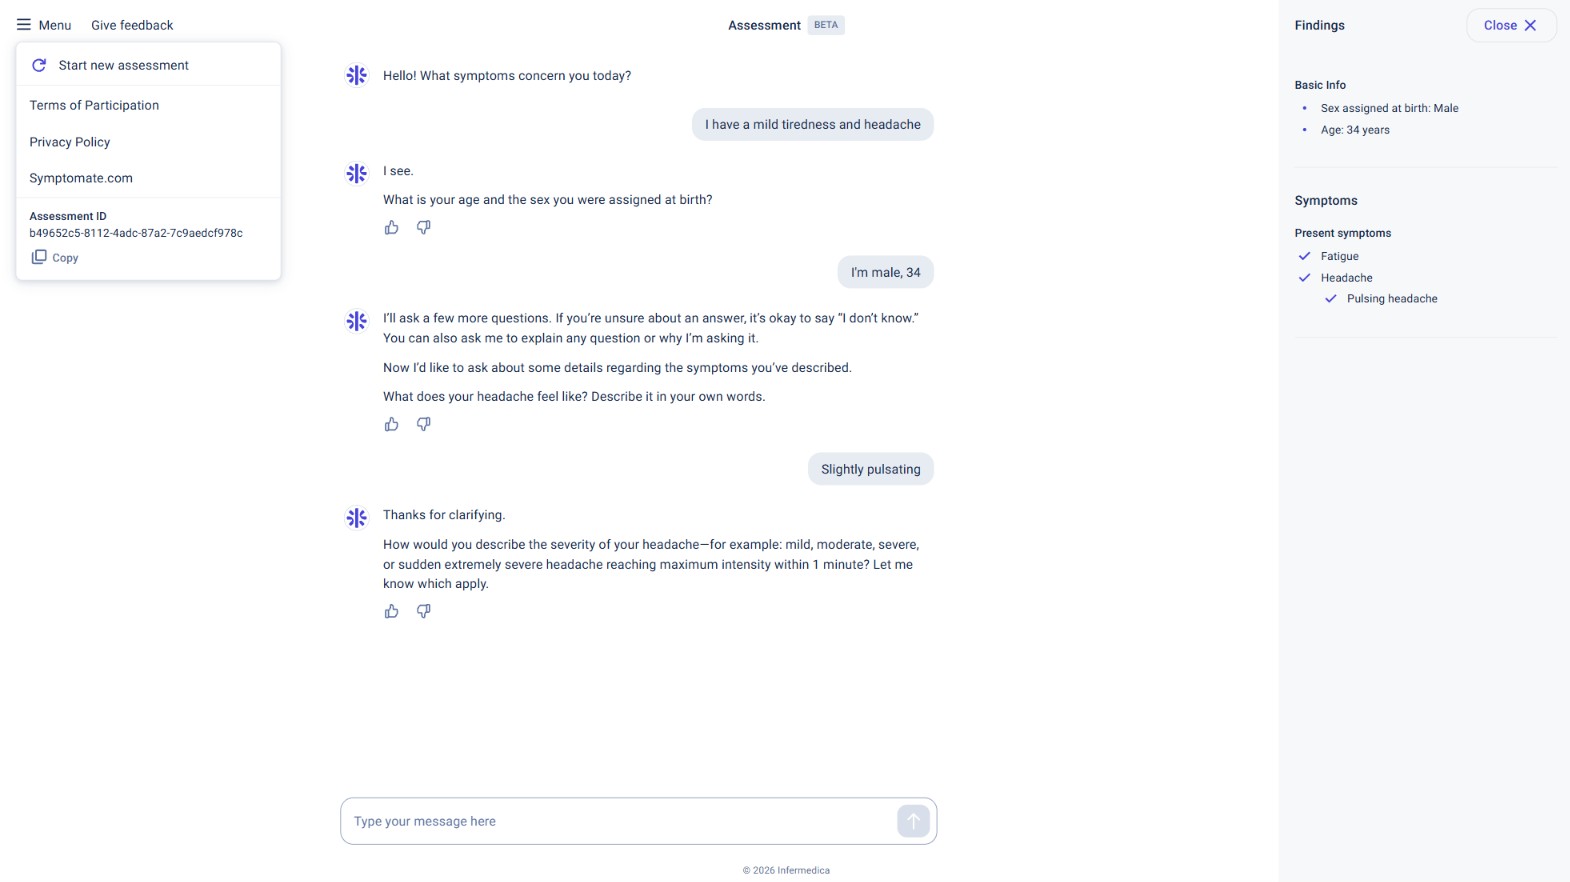 Menu
Give feedback
Assessment BETA
Findings
Close
Start new assessment
Terms of Participation
Privacy Policy
Symptomate.com
Assessment ID
b49652c5-8112-4adc-87a2-7c9aedcf978c
Copy
Hello! What symptoms concern you today?
I have a mild tiredness and headache
I see.
What is your age and the sex you were assigned at birth?
I'm male, 34
I’ll ask a few more questions. If you’re unsure about an answer, it’s okay to say “I don’t know.”
You can also ask me to explain any question or why I’m asking it.
Now I’d like to ask about some details regarding the symptoms you’ve described.
What does your headache feel like? Describe it in your own words.
Slightly pulsating
Thanks for clarifying.
How would you describe the severity of your headache—for example: mild, moderate, severe,
or sudden extremely severe headache reaching maximum intensity within 1 minute? Let me
know which apply.
Type your message here
© 2026 Infermedica
Basic Info
Sex assigned at birth: Male
Age: 34 years
Symptoms
Present symptoms
Fatigue
Headache
Pulsing headache